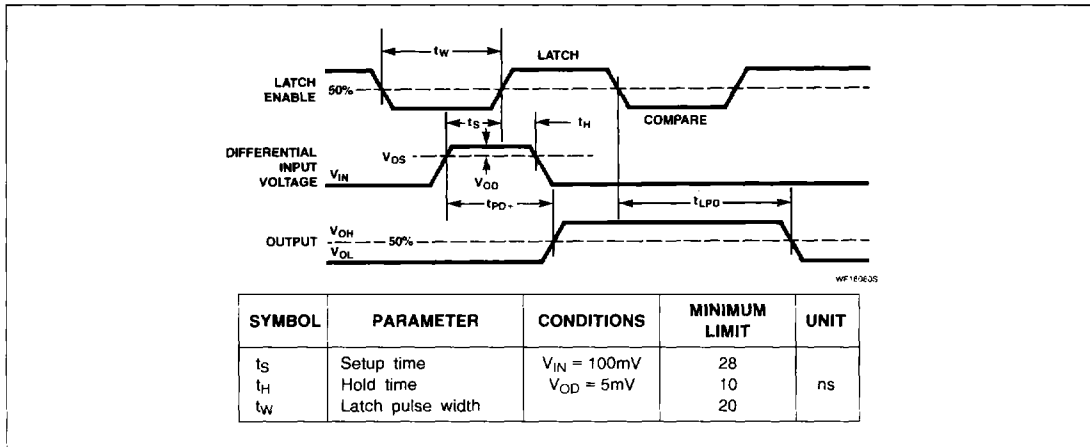 tW
LATCH
LATCH ENABLE
50%
COMPARE
tS
tH
DIFFERENTIAL INPUT VOLTAGE
VOS
VIN
VOD
tPD+
tLPD
OUTPUT
VOH
50%
VOL
WF16060S
SYMBOL PARAMETER CONDITIONS MINIMUM LIMIT UNIT
tS Setup time VIN = 100mV 28
tH Hold time VOD = 5mV 10 ns
tW Latch pulse width 20